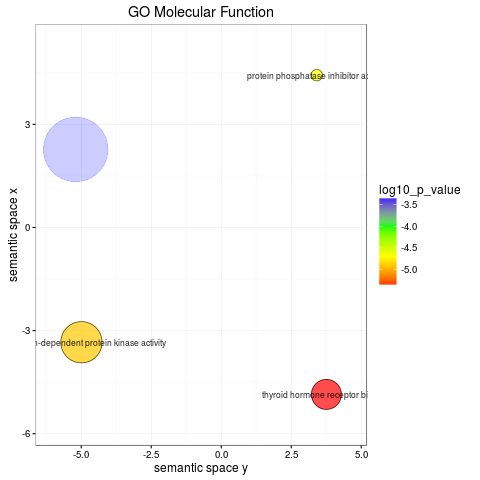 GO Molecular Function
protein phosphatase inhibitor a
n-dependent protein kinase activity
thyroid hormone receptor bi
3
0
-3
-6
-5.0
-2.5
0.0
2.5
5.0
semantic space x
semantic space y
log10_p_value
-3.5
-4.0
-4.5
-5.0